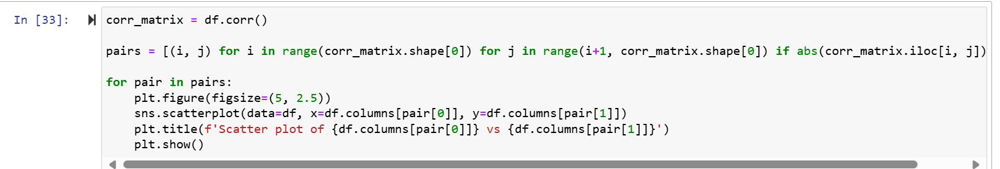 In [33]:
corr_matrix = df.corr()
pairs = [(i, j) for i in range(corr_matrix.shape[0]) for j in range(i+1, corr_matrix.shape[0]) if abs(corr_matrix.iloc[i, j])
for pair in pairs:
    plt.figure(figsize=(5, 2.5))
    sns.scatterplot(data=df, x=df.columns[pair[0]], y=df.columns[pair[1]])
    plt.title(f'Scatter plot of {df.columns[pair[0]]} vs {df.columns[pair[1]]}')
    plt.show()